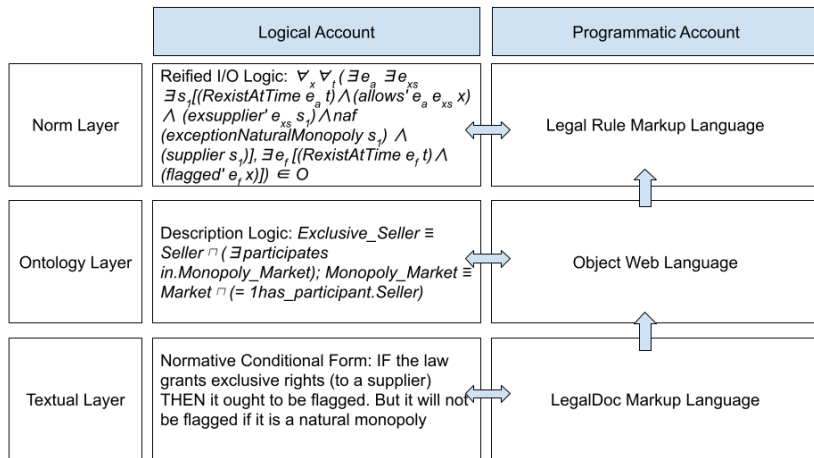 Logical Account
Programmatic Account
Norm Layer
Reified I/O Logic: ∀x ∀t ( ∃ ea ∃ exs
∃ s1[(RexistAtTime ea t) ∧ (allows' ea exs x)
∧ (exsupplier' exs s1) ∧ naf
(exceptionNaturalMonopoly s1) ∧
(supplier s1)], ∃ ef [(RexistAtTime ef t) ∧
(flagged' ef x)]) ∈ O
Legal Rule Markup Language
Ontology Layer
Description Logic: Exclusive_Seller ≡
Seller ⊓ ( ∃ participates
in.Monopoly_Market); Monopoly_Market ≡
Market ⊓ (= 1has_participant.Seller)
Object Web Language
Textual Layer
Normative Conditional Form: IF the law
grants exclusive rights (to a supplier)
THEN it ought to be flagged. But it will not
be flagged if it is a natural monopoly
LegalDoc Markup Language